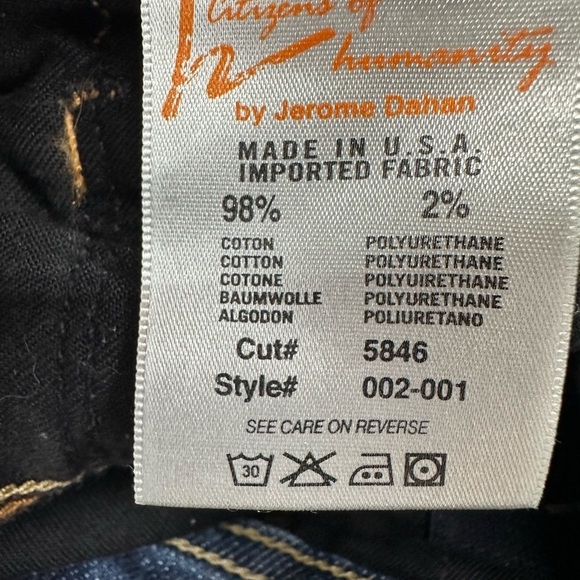 Citizens of
humanity
by Jerome Dahan
MADE IN U.S.A.
IMPORTED FABRIC
98% 2%
COTON POLYURETHANE
COTTON POLYURETHANE
COTONE POLYUIRETHANE
BAUMWOLLE POLYURETHANE
ALGODON POLIURETANO
Cut# 5846
Style# 002-001
SEE CARE ON REVERSE
30